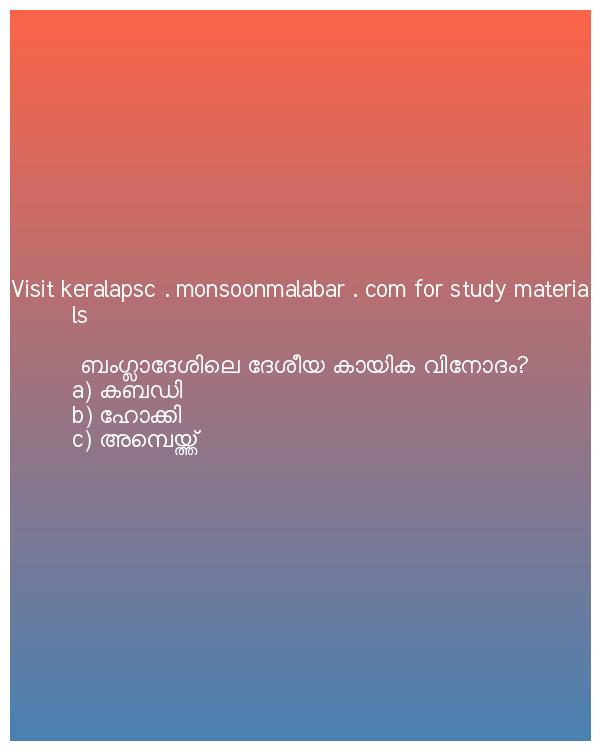 Visit keralapsc . monsoonmalabar . com for study materia
ls
ബംഗ്ലാദേശിലെ ദേശീയ കായിക വിനോദം?
a) കബഡി
b) ഹോക്കി
c) അമ്പെയ്ത്ത്